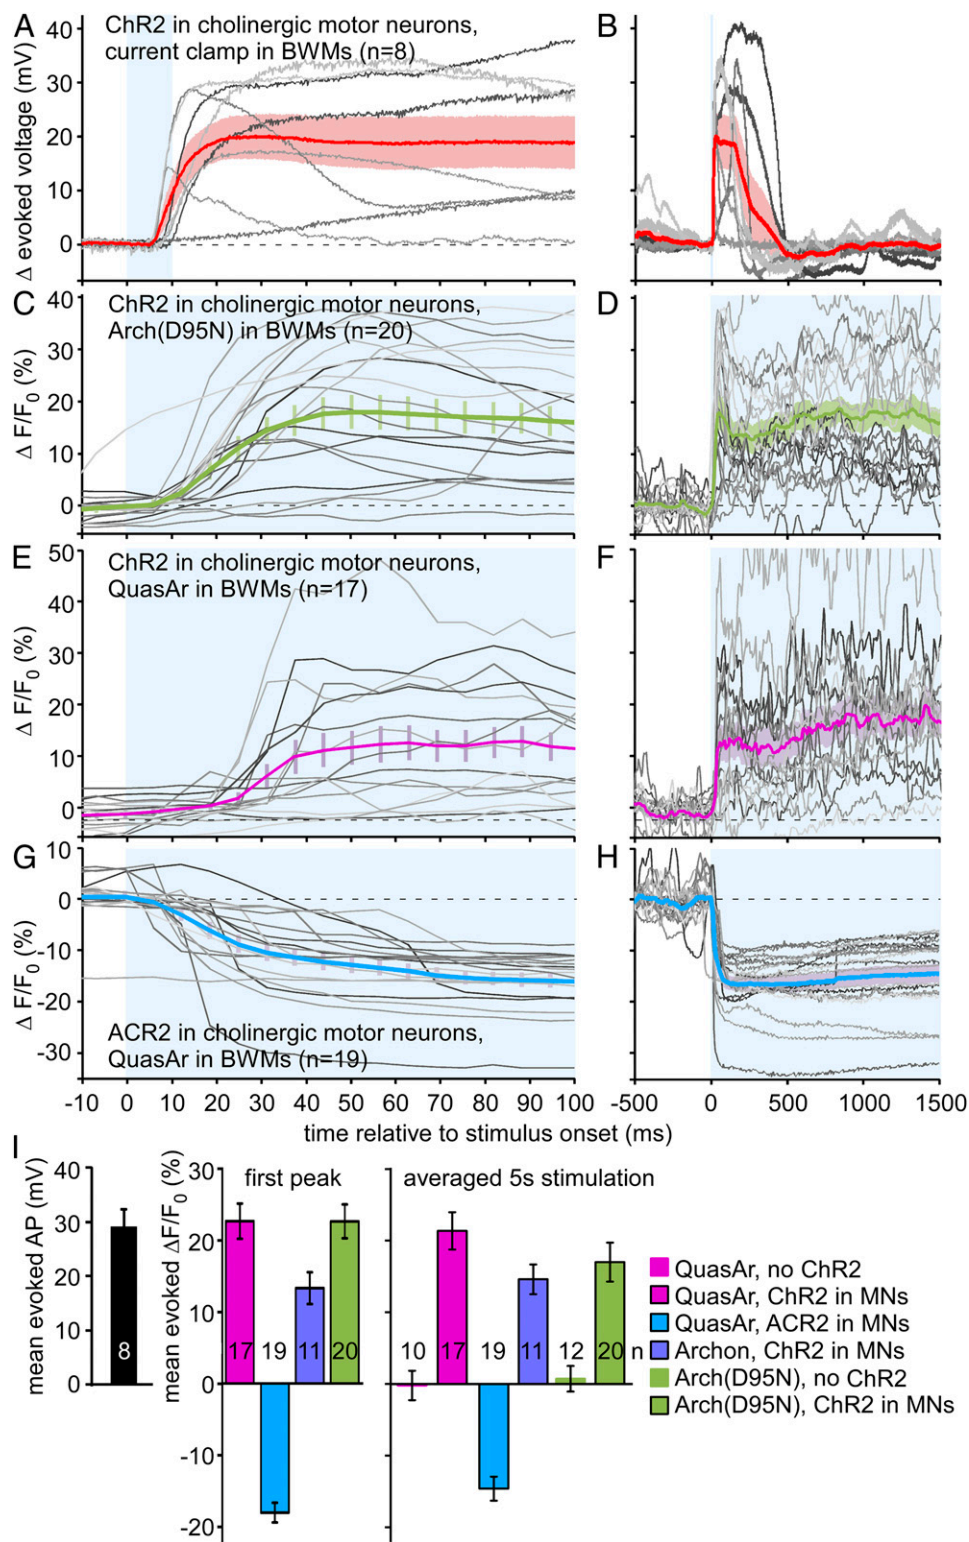 A
ChR2 in cholinergic motor neurons,
current clamp in BWMs (n=8)
B
Δ evoked voltage (mV)
40
30
20
10
0
C
ChR2 in cholinergic motor neurons,
Arch(D95N) in BWMs (n=20)
D
Δ F/F0 (%)
40
30
20
10
0
E
ChR2 in cholinergic motor neurons,
QuasAr in BWMs (n=17)
F
Δ F/F0 (%)
50
40
30
20
10
0
G
H
Δ F/F0 (%)
10
0
-10
-20
-30
ACR2 in cholinergic motor neurons,
QuasAr in BWMs (n=19)
-10 0 10 20 30 40 50 60 70 80 90 100
-500 0 500 1000 1500
time relative to stimulus onset (ms)
I
mean evoked AP (mV)
40
30
20
10
0
8
mean evoked ΔF/F0 (%)
30
20
10
0
-10
-20
first peak
17 19 11 20
averaged 5s stimulation
10 17 19 11 12 20 n
QuasAr, no ChR2
QuasAr, ChR2 in MNs
QuasAr, ACR2 in MNs
Archon, ChR2 in MNs
Arch(D95N), no ChR2
Arch(D95N), ChR2 in MNs